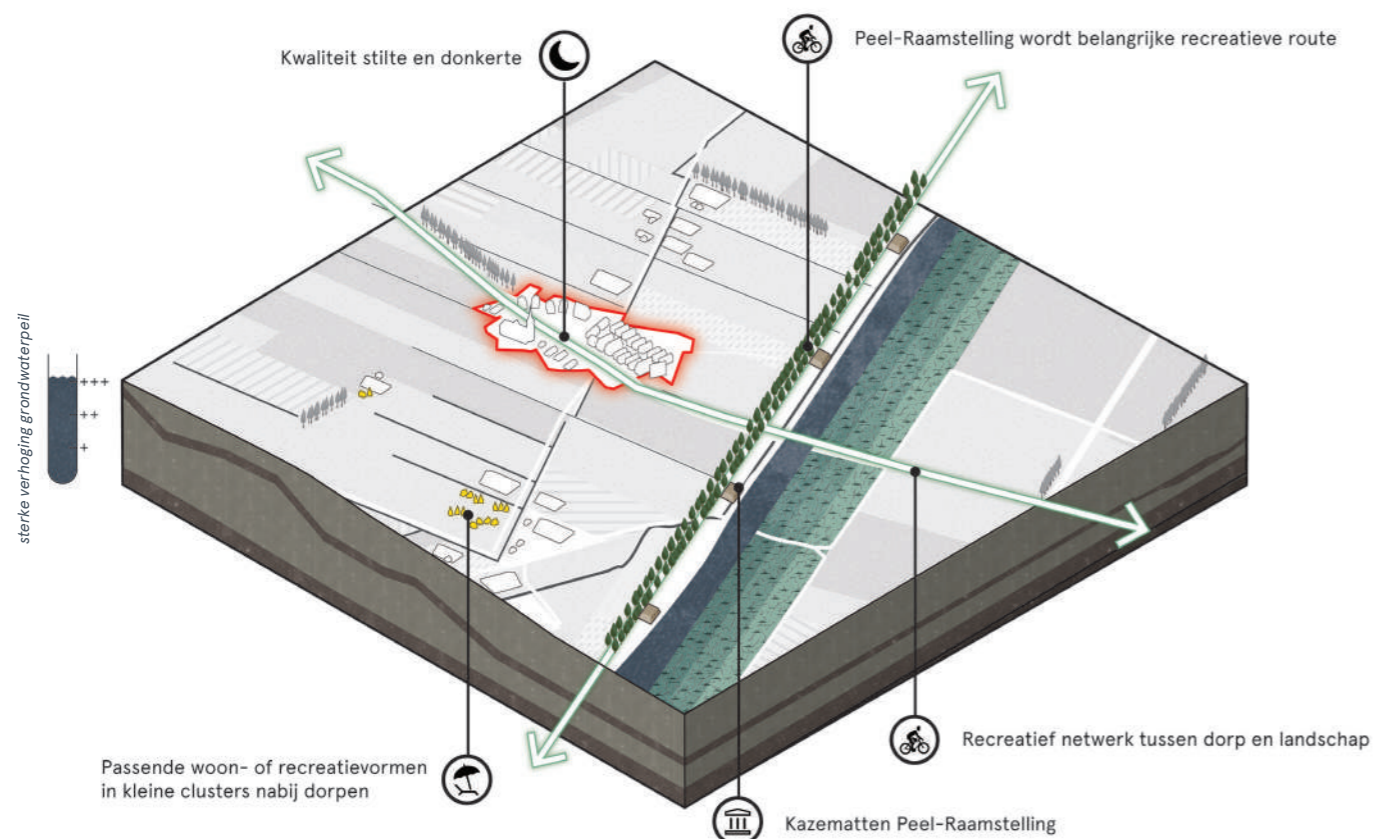 Kwaliteit stilte en donkerte
Peel-Raamstelling wordt belangrijke recreatieve route
sterke verhoging grondwaterpeil
+++
++
+
Passende woon- of recreatievormen
in kleine clusters nabij dorpen
Recreatief netwerk tussen dorp en landschap
Kazematten Peel-Raamstelling